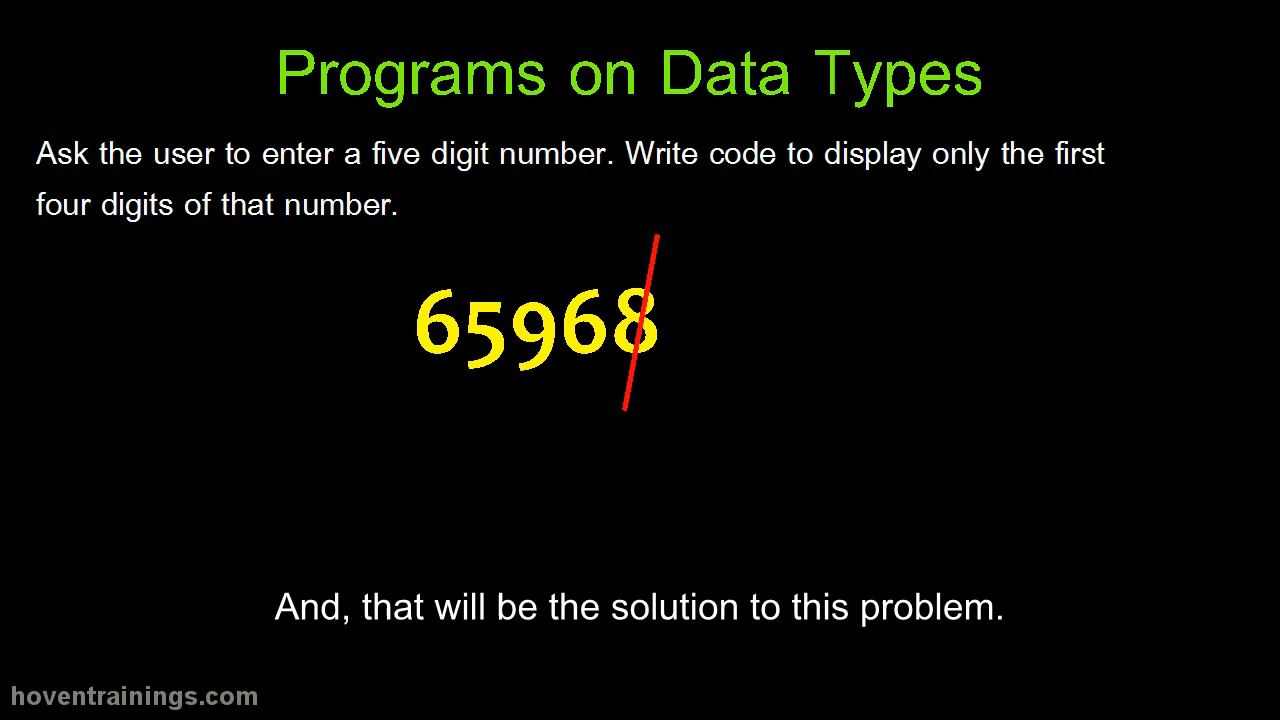 Programs on Data Types
Ask the user to enter a five digit number. Write code to display only the first
four digits of that number.
65968
And, that will be the solution to this problem.
hoventrainings.com